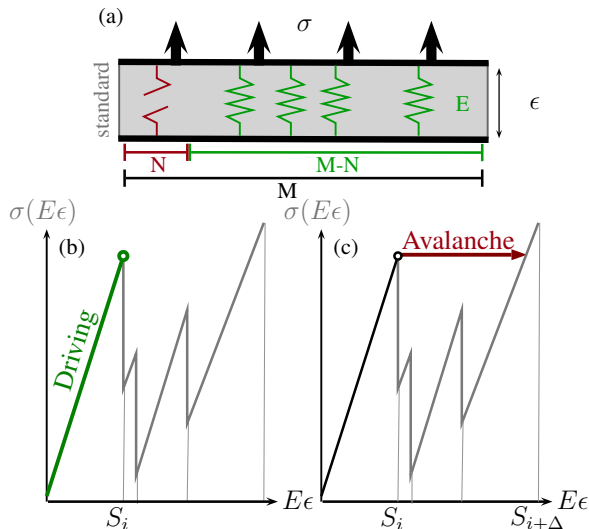 (a)
σ
standard
E
ϵ
N
M-N
M
σ(Eϵ)
(b)
Driving
S_i
Eϵ
σ(Eϵ)
Avalanche
(c)
S_i
S_{i+Δ}
Eϵ